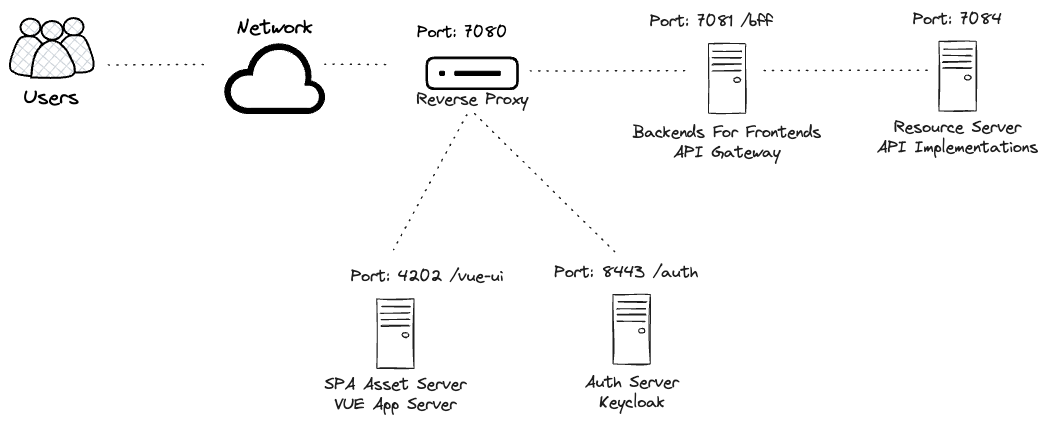 Users
Network
Port: 7080
Reverse Proxy
Port: 7081 /bff
Backends For Frontends
API Gateway
Port: 7084
Resource Server
API Implementations
Port: 4202 /vue-ui
SPA Asset Server
VUE App Server
Port: 8443 /auth
Auth Server
Keycloak